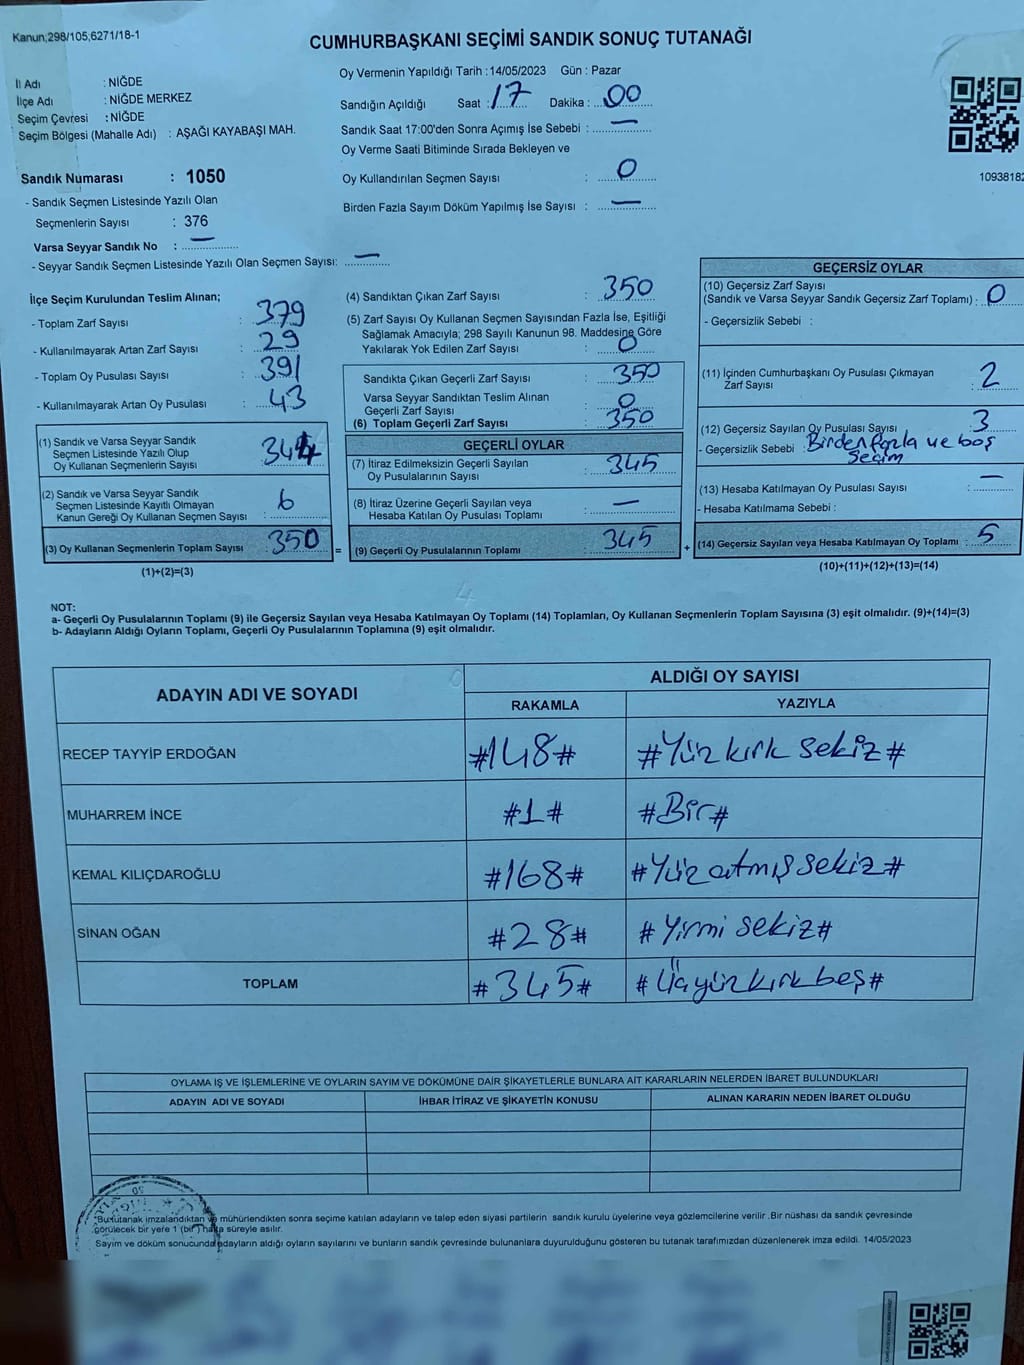 Kanun;298/105,6271/18-1
CUMHURBAŞKANI SEÇİMİ SANDIK SONUÇ TUTANAĞI
İl Adı : NİĞDE
İlçe Adı : NİĞDE MERKEZ
Seçim Çevresi : NİĞDE
Seçim Bölgesi (Mahalle Adı) : AŞAĞI KAYABAŞI MAH.
Sandık Numarası : 1050
- Sandık Seçmen Listesinde Yazılı Olan
Seçmenlerin Sayısı : 376
Varsa Seyyar Sandık No : —
- Seyyar Sandık Seçmen Listesinde Yazılı Olan Seçmen Sayısı: —
Oy Vermenin Yapıldığı Tarih :14/05/2023 Gün : Pazar
Sandığın Açıldığı Saat : 17 Dakika : 00
Sandık Saat 17:00'den Sonra Açımış İse Sebebi : —
Oy Verme Saati Bitiminde Sırada Bekleyen ve
Oy Kullandırılan Seçmen Sayısı : 0
Birden Fazla Sayım Döküm Yapılmış İse Sayısı : —
1093818
İlçe Seçim Kurulundan Teslim Alınan;
- Toplam Zarf Sayısı : 379
- Kullanılmayarak Artan Zarf Sayısı : 29
- Toplam Oy Pusulası Sayısı : 391
- Kullanılmayarak Artan Oy Pusulası : 43
(1) Sandık ve Varsa Seyyar Sandık
Seçmen Listesinde Yazılı Olup
Oy Kullanan Seçmenlerin Sayısı : 344
(2) Sandık ve Varsa Seyyar Sandık
Seçmen Listesinde Kayıtlı Olmayan
Kanun Gereği Oy Kullanan Seçmen Sayısı : 6
(3) Oy Kullanan Seçmenlerin Toplam Sayısı : 350
(1)+(2)=(3)
(4) Sandıktan Çıkan Zarf Sayısı : 350
(5) Zarf Sayısı Oy Kullanan Seçmen Sayısından Fazla İse, Eşitliği
Sağlamak Amacıyla; 298 Sayılı Kanunun 98. Maddesine Göre
Yakılarak Yok Edilen Zarf Sayısı : 0
Sandıkta Çıkan Geçerli Zarf Sayısı : 350
Varsa Seyyar Sandıktan Teslim Alınan
Geçerli Zarf Sayısı : 0
(6) Toplam Geçerli Zarf Sayısı : 350
GEÇERLİ OYLAR
(7) İtiraz Edilmeksizin Geçerli Sayılan
Oy Pusulalarının Sayısı : 345
(8) İtiraz Üzerine Geçerli Sayılan veya
Hesaba Katılan Oy Pusulası Toplamı : —
= (9) Geçerli Oy Pusulalarının Toplamı : 345
GEÇERSİZ OYLAR
(10) Geçersiz Zarf Sayısı
(Sandık ve Varsa Seyyar Sandık Geçersiz Zarf Toplamı) : 0
- Geçersizlik Sebebi :
(11) İçinden Cumhurbaşkanı Oy Pusulası Çıkmayan
Zarf Sayısı : 2
(12) Geçersiz Sayılan Oy Pusulası Sayısı : 3
- Geçersizlik Sebebi : Birden fazla ve boş
seçim
(13) Hesaba Katılmayan Oy Pusulası Sayısı : —
- Hesaba Katılmama Sebebi :
+ (14) Geçersiz Sayılan veya Hesaba Katılmayan Oy Toplamı : 5
(10)+(11)+(12)+(13)=(14)
NOT:
a- Geçerli Oy Pusulalarının Toplamı (9) ile Geçersiz Sayılan veya Hesaba Katılmayan Oy Toplamı (14) Toplamları, Oy Kullanan Seçmenlerin Toplam Sayısına (3) eşit olmalıdır. (9)+(14)=(3)
b- Adayların Aldığı Oyların Toplamı, Geçerli Oy Pusulalarının Toplamına (9) eşit olmalıdır.
ADAYIN ADI VE SOYADI ALDIĞI OY SAYISI
RAKAMLA YAZIYLA
RECEP TAYYİP ERDOĞAN #148# #Yüz kırk sekiz#
MUHARREM İNCE #1# #Bir#
KEMAL KILIÇDAROĞLU #168# #Yüz atmış sekiz#
SİNAN OĞAN #28# #Yirmi sekiz#
TOPLAM #345# #Üçyüz kırk beş#
OYLAMA İŞ VE İŞLEMLERİNE VE OYLARIN SAYIM VE DÖKÜMÜNE DAİR ŞİKAYETLERLE BUNLARA AİT KARARLARIN NELERDEN İBARET BULUNDUKLARI
ADAYIN ADI VE SOYADI İHBAR İTİRAZ VE ŞİKAYETİN KONUSU ALINAN KARARIN NEDEN İBARET OLDUĞU
Bu tutanak imzalandıktan ve mühürlendikten sonra seçime katılan adayların ve talep eden siyasi partilerin sandık kurulu üyelerine veya gözlemcilerine verilir .Bir nüshası da sandık çevresinde
görülecek bir yere 1 (bir) hafta süreyle asılır.
Sayım ve döküm sonucunda adayların aldığı oyların sayılarını ve bunların sandık çevresinde bulunanlara duyurulduğunu gösteren bu tutanak tarafımızdan düzenlenerek imza edildi. 14/05/2023